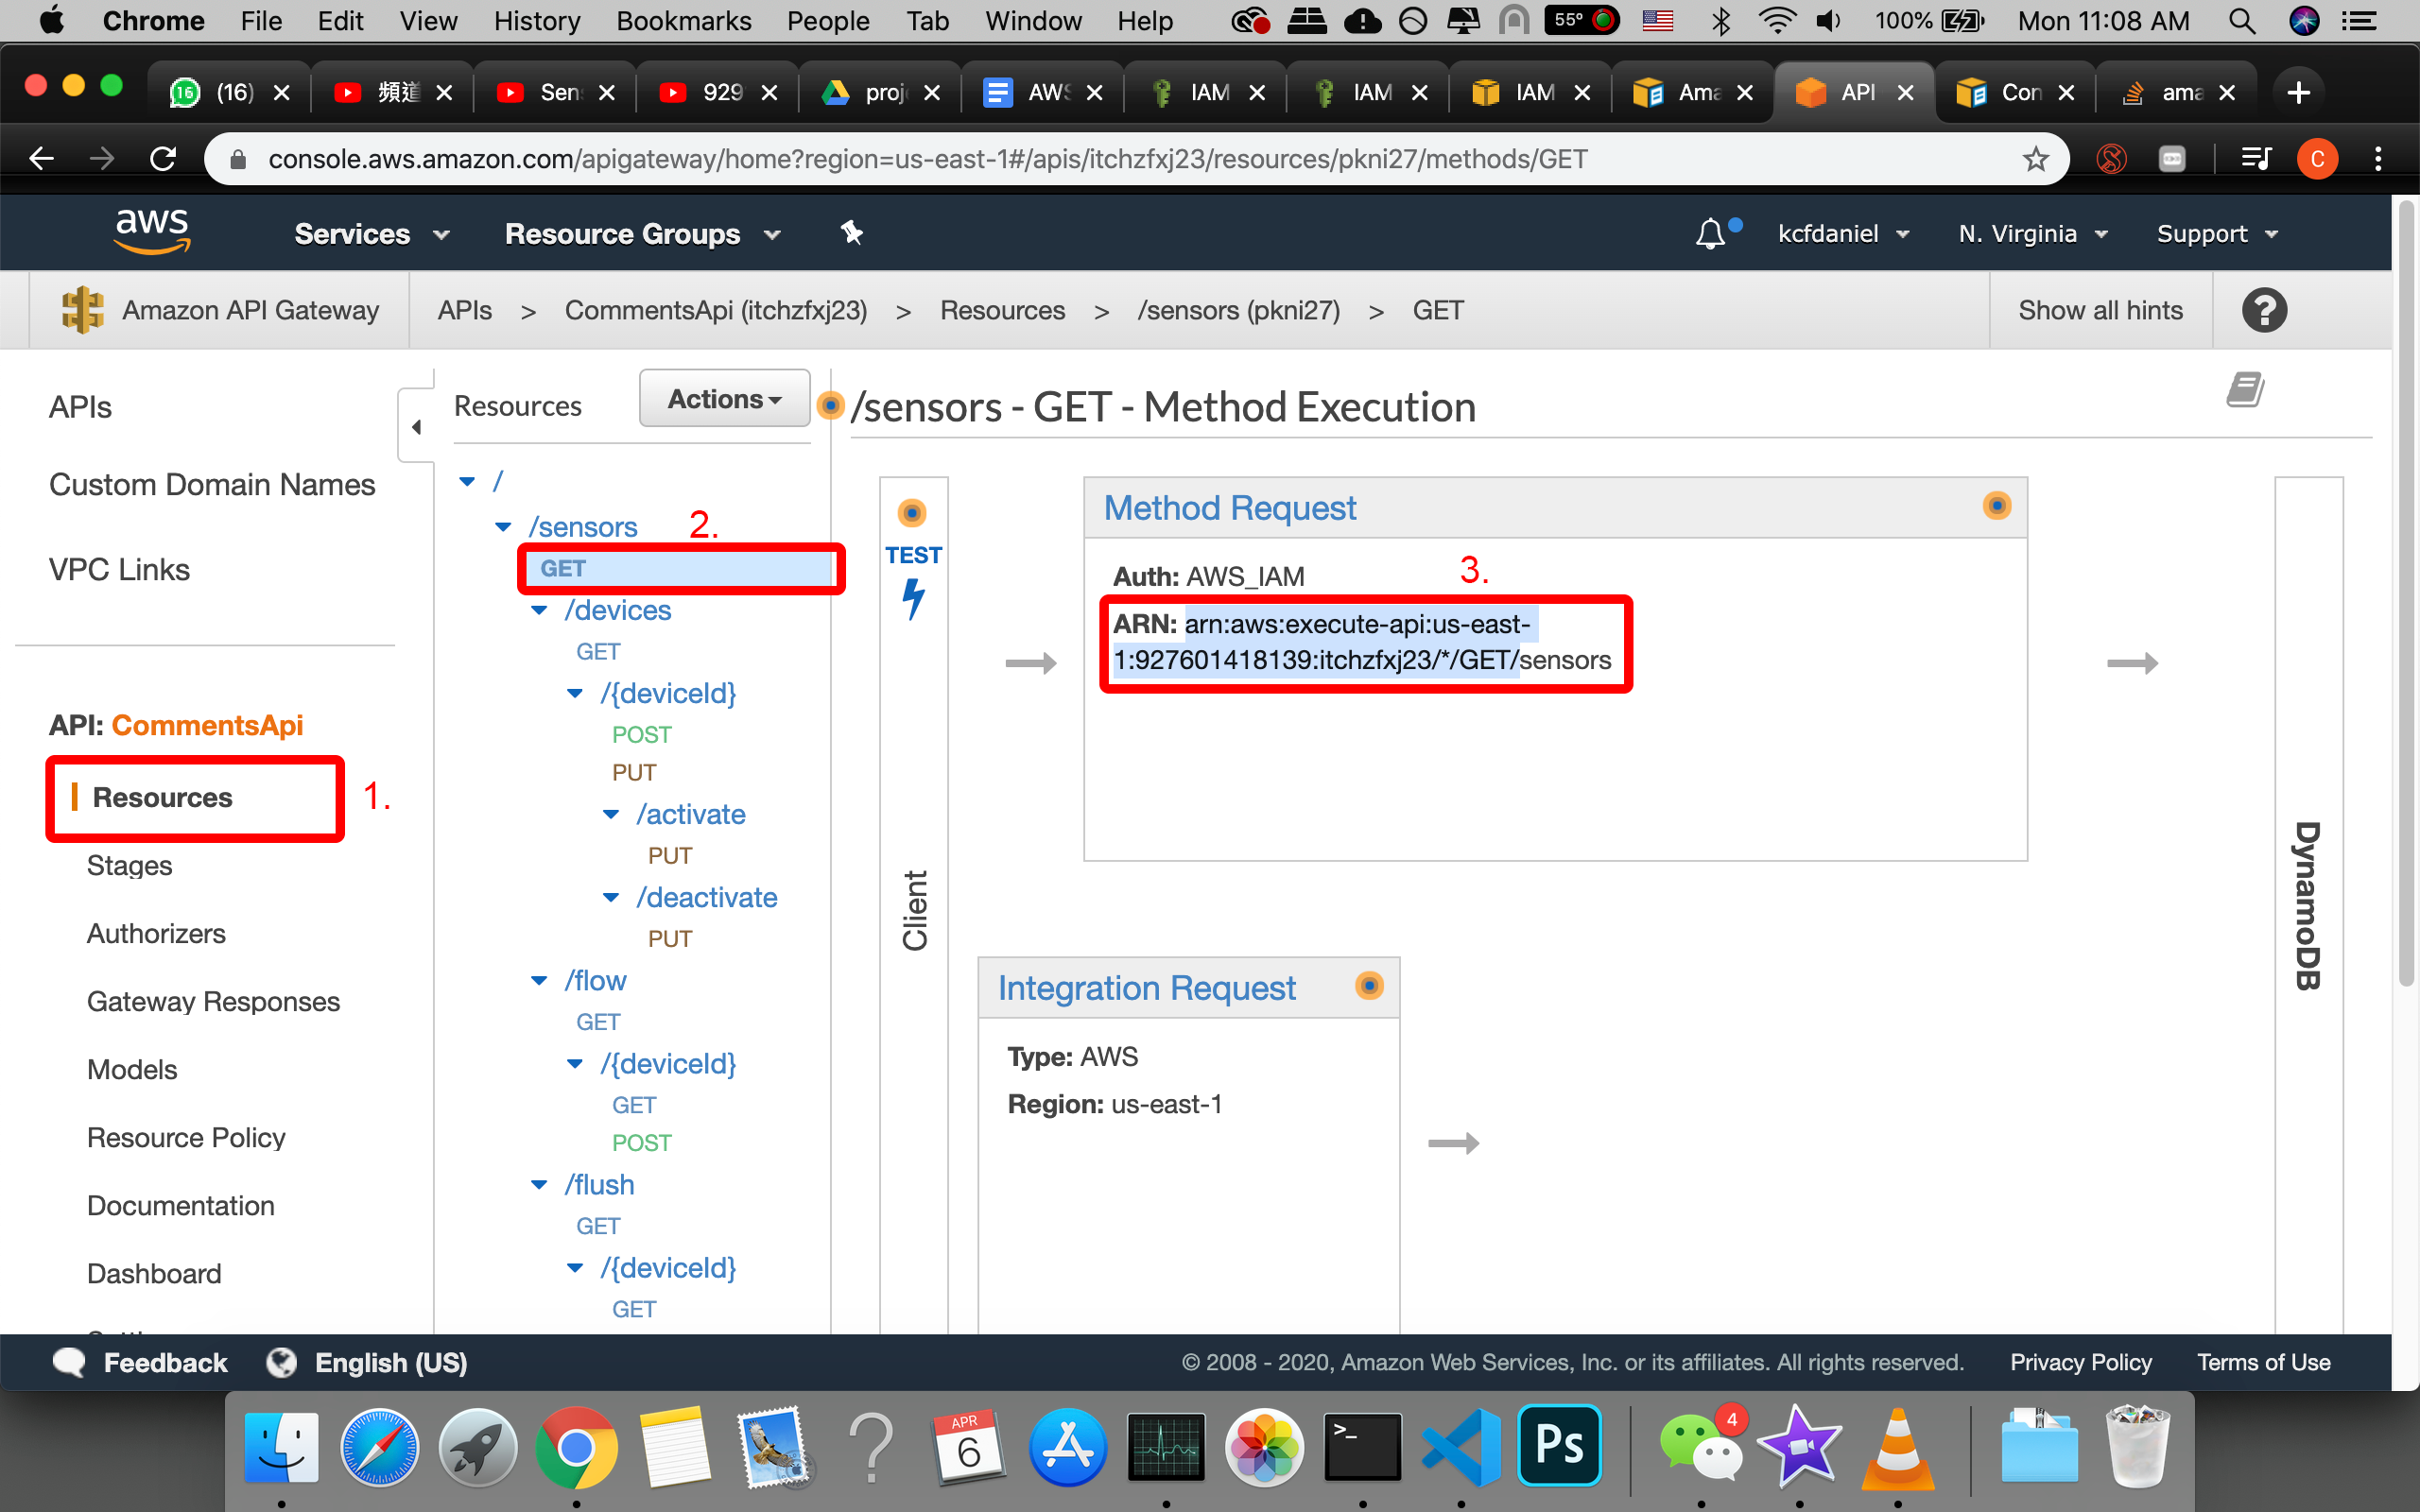 Chrome File Edit View History Bookmarks People Tab Window Help 55° 100% Mon 11:08 AM
16 (16) 頻道 Sen 929 proj AWS IAM IAM IAM Ama API Con ama
console.aws.amazon.com/apigateway/home?region=us-east-1#/apis/itchzfxj23/resources/pkni27/methods/GET C
aws Services Resource Groups kcfdaniel N. Virginia Support
Amazon API Gateway APIs > CommentsApi (itchzfxj23) > Resources > /sensors (pkni27) > GET Show all hints ?
APIs
Custom Domain Names
VPC Links
API: CommentsApi
Resources 1.
Stages
Authorizers
Gateway Responses
Models
Resource Policy
Documentation
Dashboard
Resources Actions
/
/sensors 2.
GET
/devices
GET
/{deviceId}
POST
PUT
/activate
PUT
/deactivate
PUT
/flow
GET
/{deviceId}
GET
POST
/flush
GET
/{deviceId}
GET
/sensors - GET - Method Execution
TEST
Client
Method Request
Auth: AWS_IAM 3.
ARN: arn:aws:execute-api:us-east-
1:927601418139:itchzfxj23/*/GET/sensors
Integration Request
Type: AWS
Region: us-east-1
DynamoDB
Feedback English (US) © 2008 - 2020, Amazon Web Services, Inc. or its affiliates. All rights reserved. Privacy Policy Terms of Use
? APR 6 >_ Ps 4